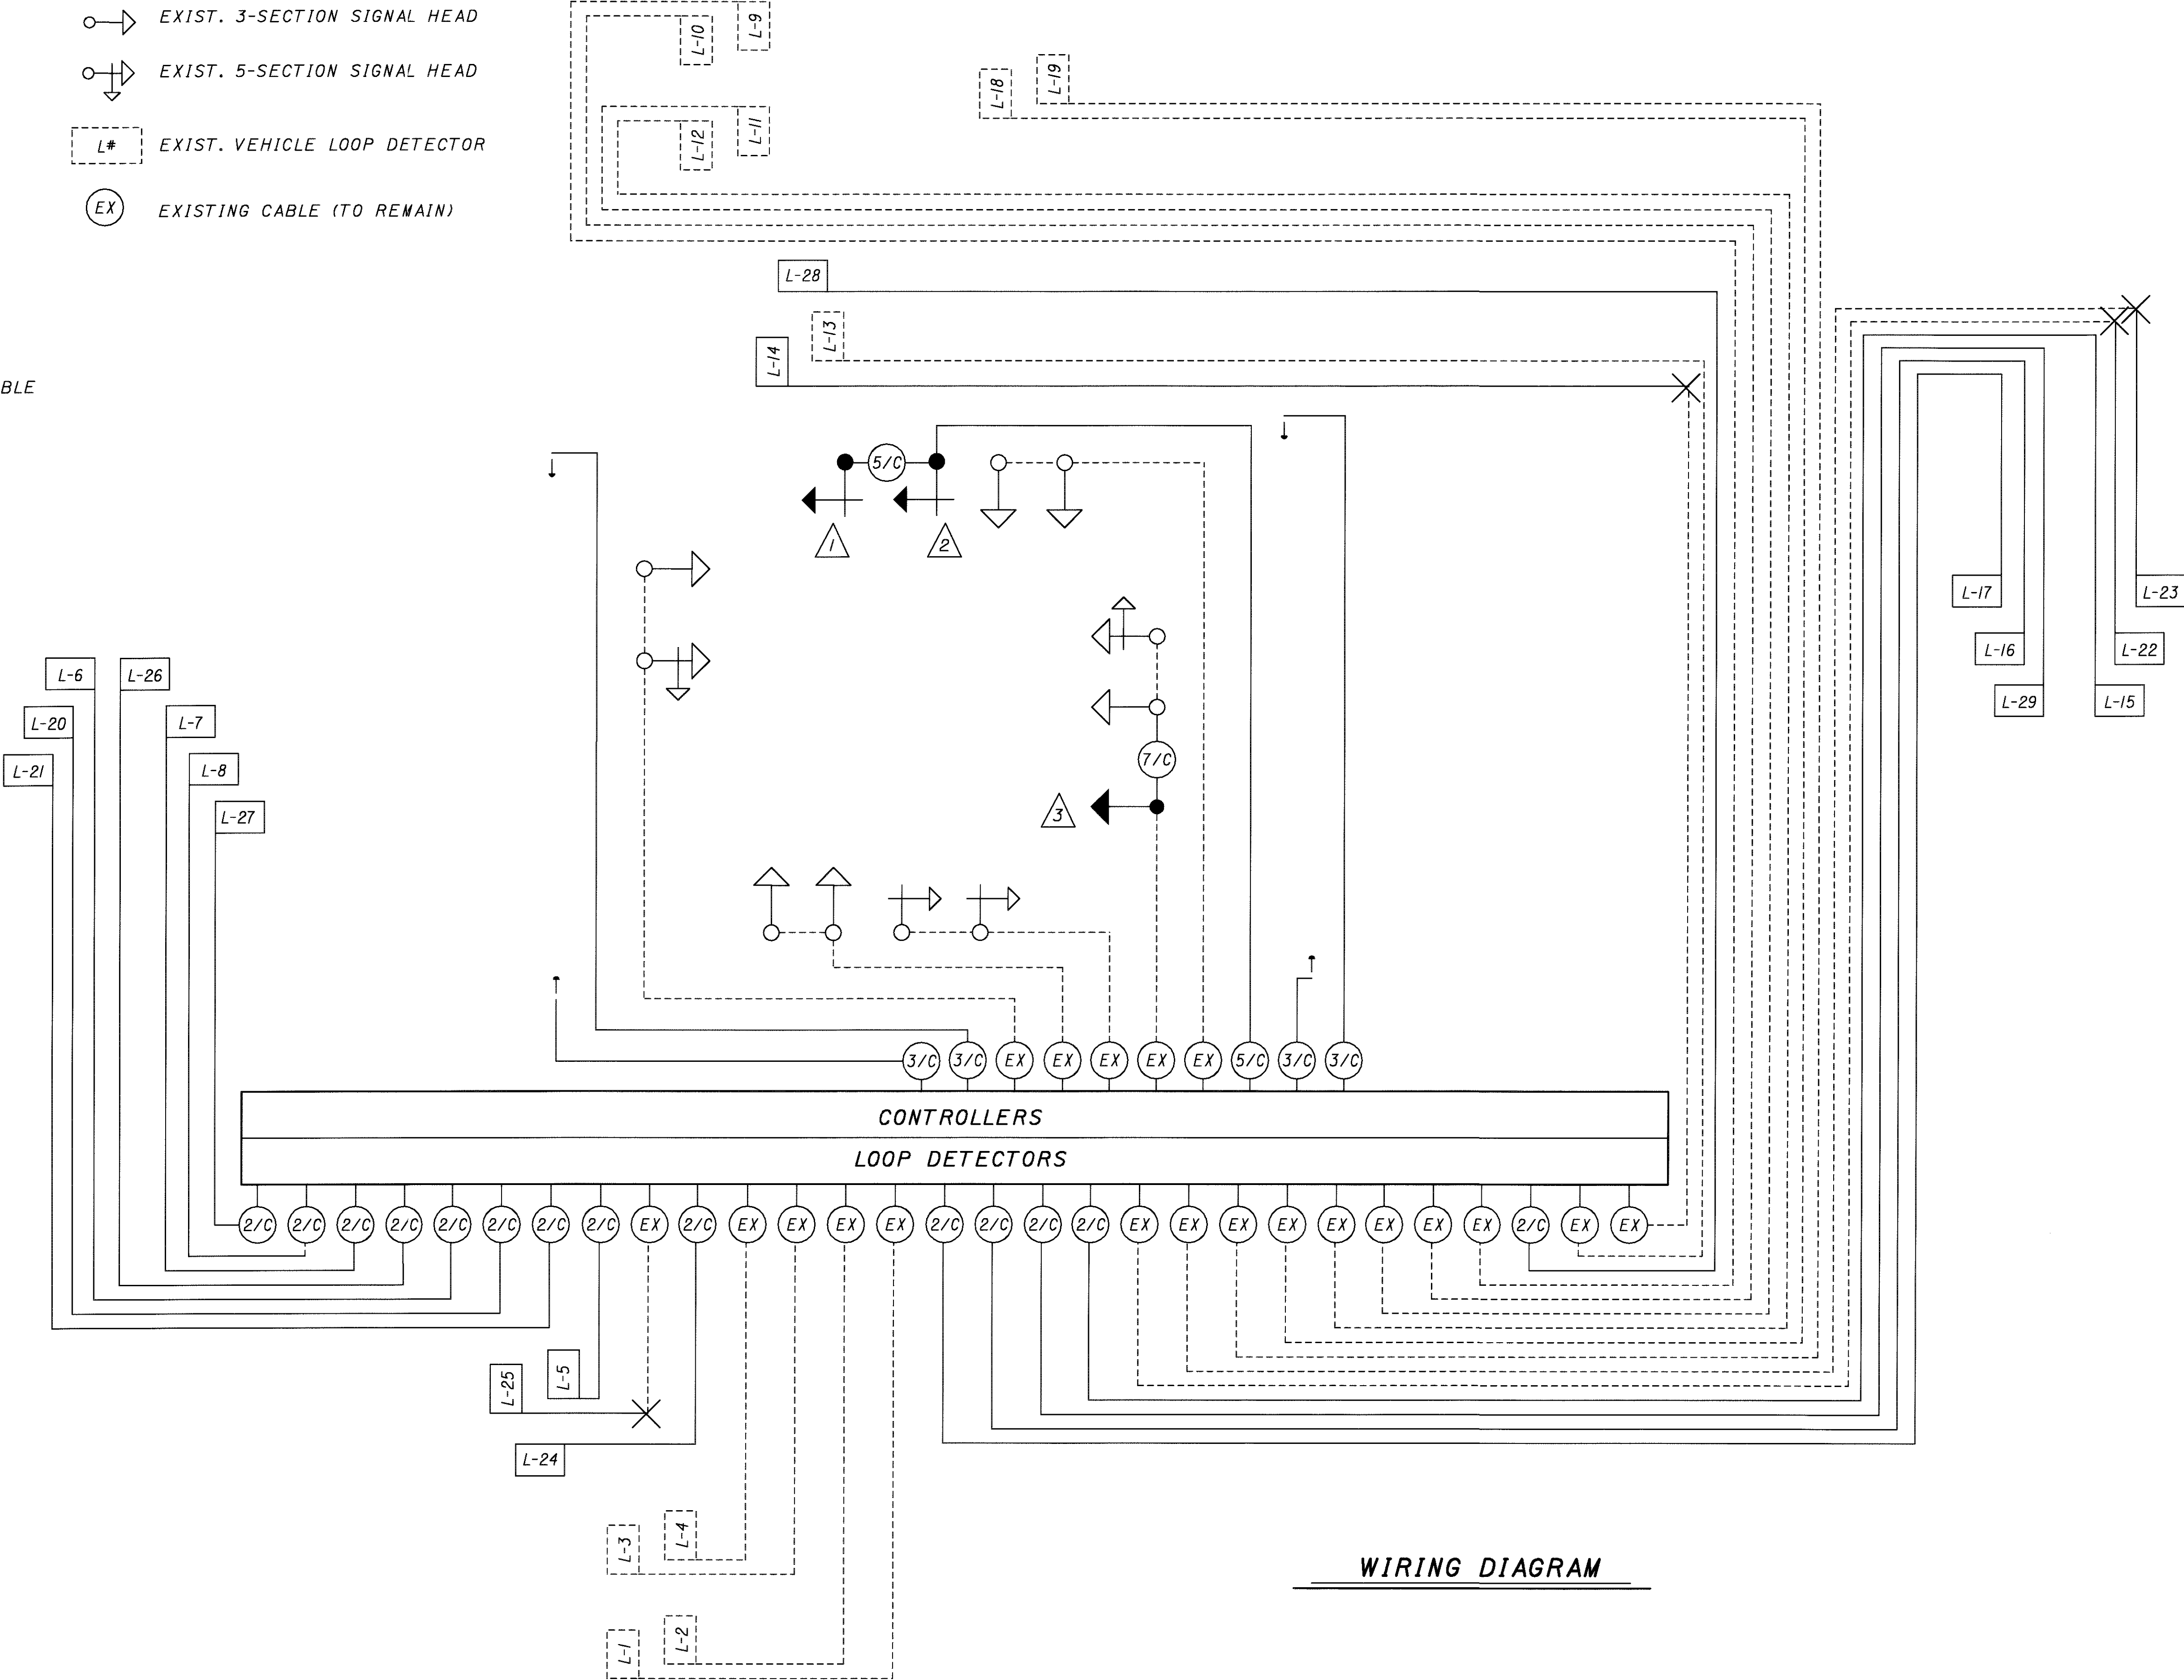 EXIST. 3-SECTION SIGNAL HEAD
EXIST. 5-SECTION SIGNAL HEAD
L# EXIST. VEHICLE LOOP DETECTOR
EX EXISTING CABLE (TO REMAIN)
BLE
L-10
L-9
L-12
L-11
L-18
L-19
L-28
L-13
L-14
5/C
1
2
L-17
L-23
L-16
L-22
L-29
L-15
L-6
L-26
L-20
L-7
L-21
L-8
L-27
7/C
3
3/C 3/C EX EX EX EX EX 5/C 3/C 3/C
CONTROLLERS
LOOP DETECTORS
2/C 2/C 2/C 2/C 2/C 2/C 2/C 2/C EX 2/C EX EX EX EX 2/C 2/C 2/C 2/C EX EX EX EX EX EX EX EX 2/C EX EX
L-25
L-5
L-24
L-3
L-4
L-1
L-2
WIRING DIAGRAM